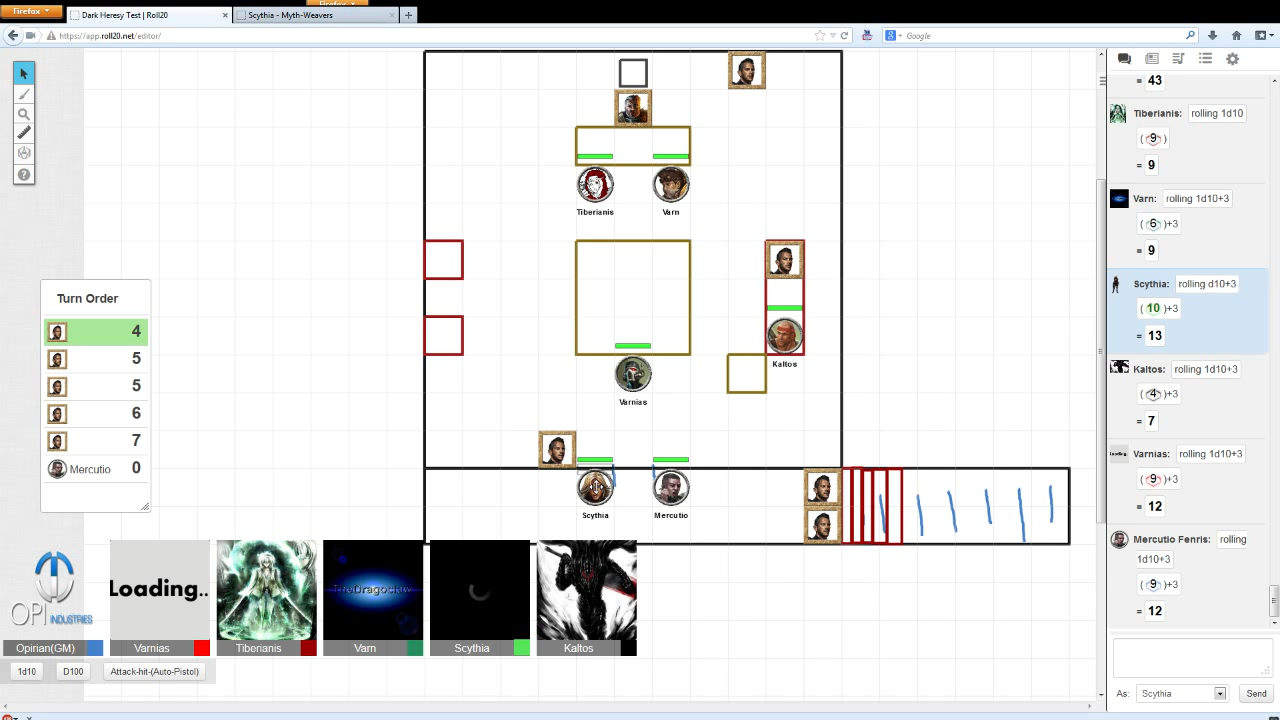 Firefox
Firefox
Dark Heresy Test | Roll20
Scythia - Myth-Weavers
https://app.roll20.net/editor/
Google
Turn Order
4
5
5
6
7
Mercutio 0
Tiberianis
Varn
Kaltos
Varnias
Scythia
Mercutio
= 43
Tiberianis: rolling 1d10
(9)
= 9
Varn: rolling 1d10+3
(6)+3
= 9
Scythia: rolling d10+3
(10)+3
= 13
Kaltos: rolling 1d10+3
(4)+3
= 7
Varnias: rolling 1d10+3
(9)+3
= 12
Mercutio Fenris: rolling
1d10+3
(9)+3
= 12
OPI
INDUSTRIES
Loading..
Opirian(GM)
Varnias
Tiberianis
Varn
Scythia
Kaltos
1d10
D100
Attack-hit-(Auto-Pistol)
As: Scythia
Send